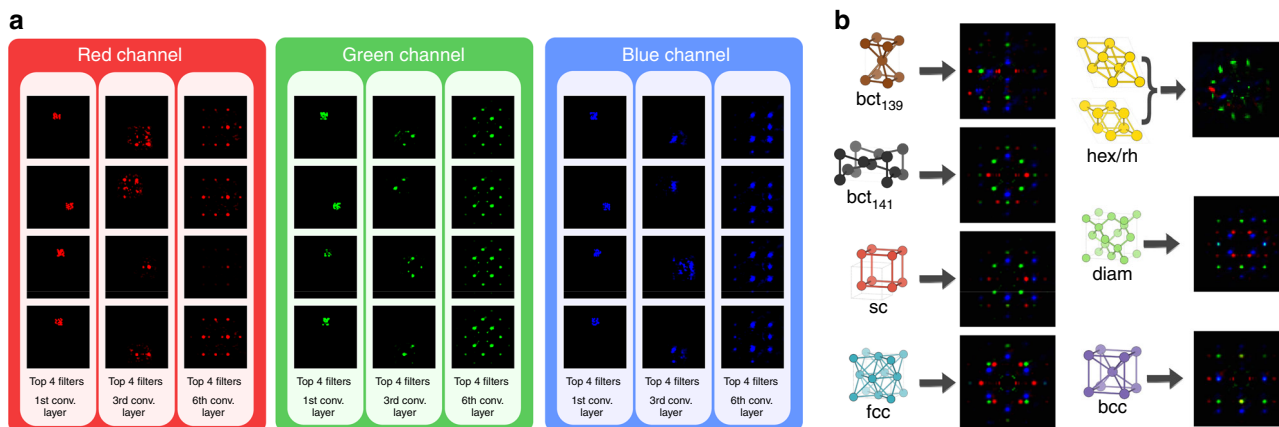 a
Red channel
Green channel
Blue channel
Top 4 filters
1st conv.
layer
Top 4 filters
3rd conv.
layer
Top 4 filters
6th conv.
layer
Top 4 filters
1st conv.
layer
Top 4 filters
3rd conv.
layer
Top 4 filters
6th conv.
layer
Top 4 filters
1st conv.
layer
Top 4 filters
3rd conv.
layer
Top 4 filters
6th conv.
layer
b
bct139
bct141
sc
fcc
hex/rh
diam
bcc